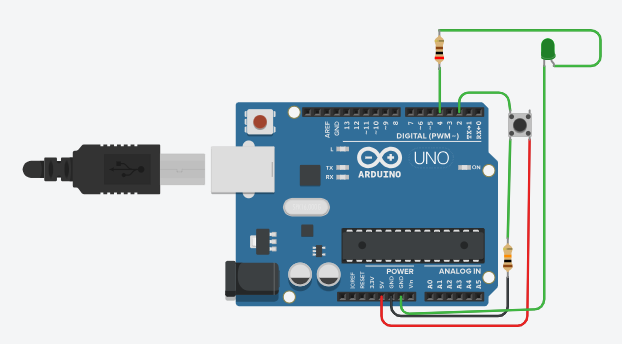 AREF
GND
13
12
~11
~10
~9
8
7
~6
~5
4
~3
2
TX→1
RX←0
DIGITAL (PWM~)
L
TX
RX
UNO
ARDUINO
ON
POWER
ANALOG IN
IOREF
RESET
3.3V
5V
GND
GND
Vin
A0
A1
A2
A3
A4
A5